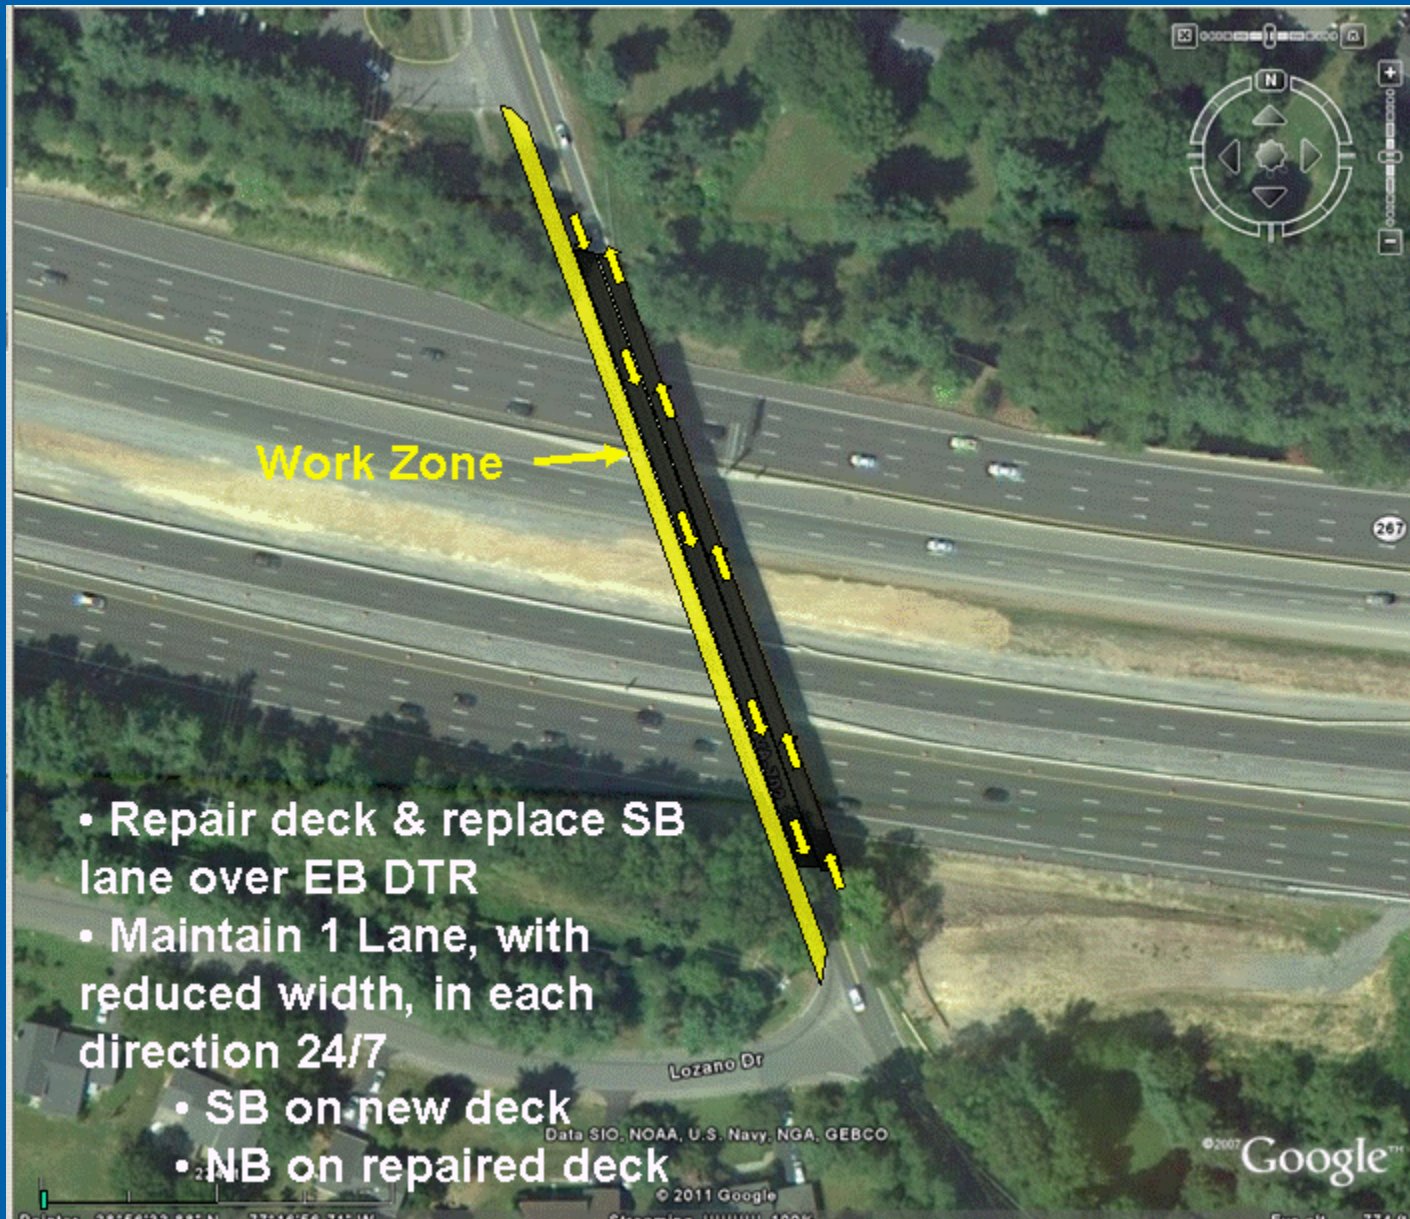 N
267
Work Zone
• Repair deck & replace SB
lane over EB DTR
• Maintain 1 Lane, with
reduced width, in each
direction 24/7
• SB on new deck
• NB on repaired deck
Lozano Dr
Data SIO, NOAA, U.S. Navy, NGA, GEBCO
©2007 Google™
© 2011 Google